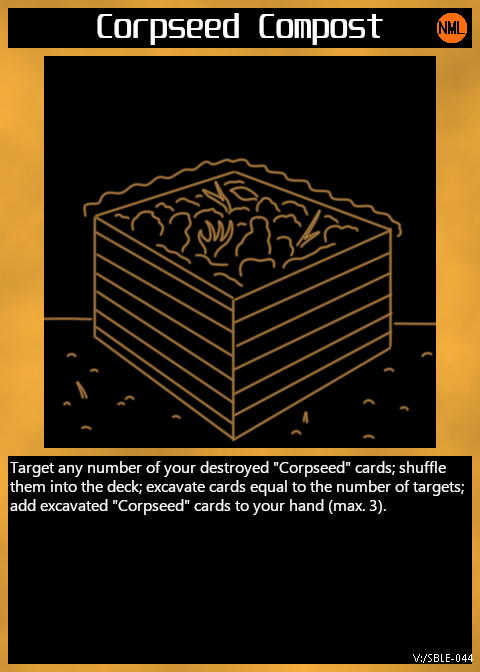 Corpseed Compost
NML
Target any number of your destroyed "Corpseed" cards; shuffle
them into the deck; excavate cards equal to the number of targets;
add excavated "Corpseed" cards to your hand (max. 3).
V:/SBLE-044